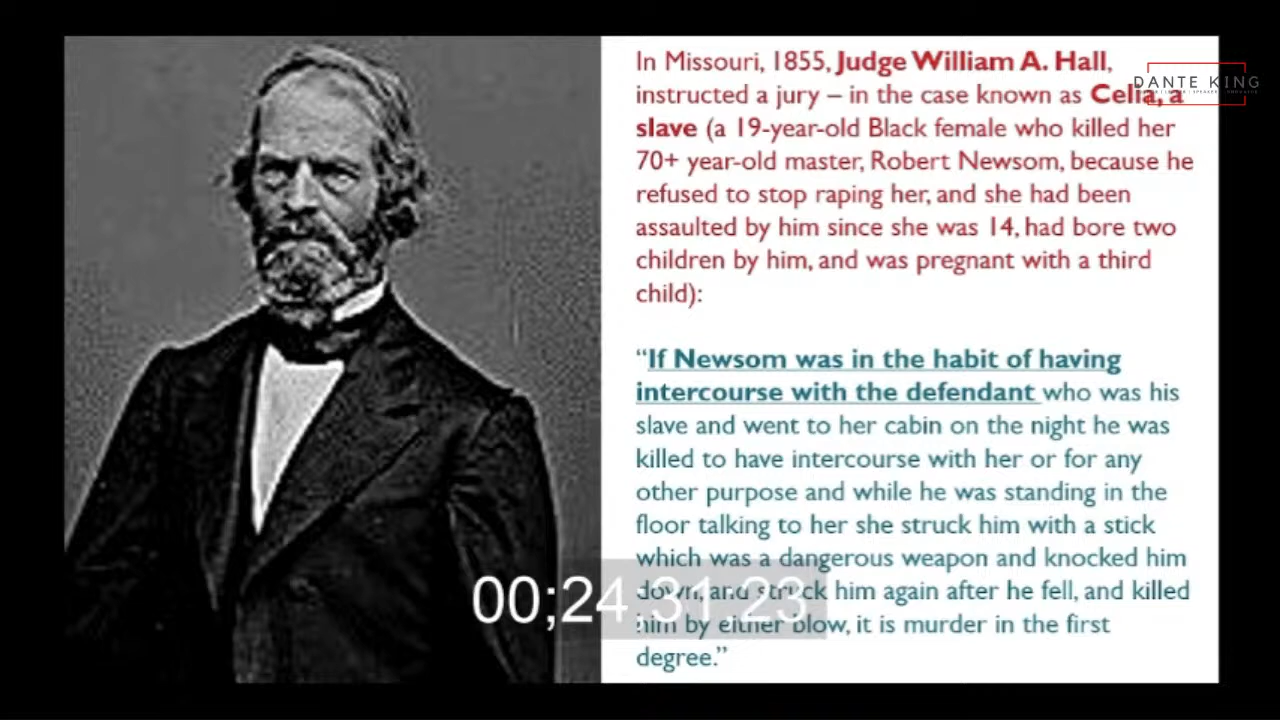 In Missouri, 1855, Judge William A. Hall,
instructed a jury – in the case known as Celia, a
slave (a 19-year-old Black female who killed her
70+ year-old master, Robert Newsom, because he
refused to stop raping her, and she had been
assaulted by him since she was 14, had bore two
children by him, and was pregnant with a third
child):
“If Newsom was in the habit of having
intercourse with the defendant who was his
slave and went to her cabin on the night he was
killed to have intercourse with her or for any
other purpose and while he was standing in the
floor talking to her she struck him with a stick
which was a dangerous weapon and knocked him
down, and struck him again after he fell, and killed
him by either blow, it is murder in the first
degree.”
DANTE KING
00;24;31;23